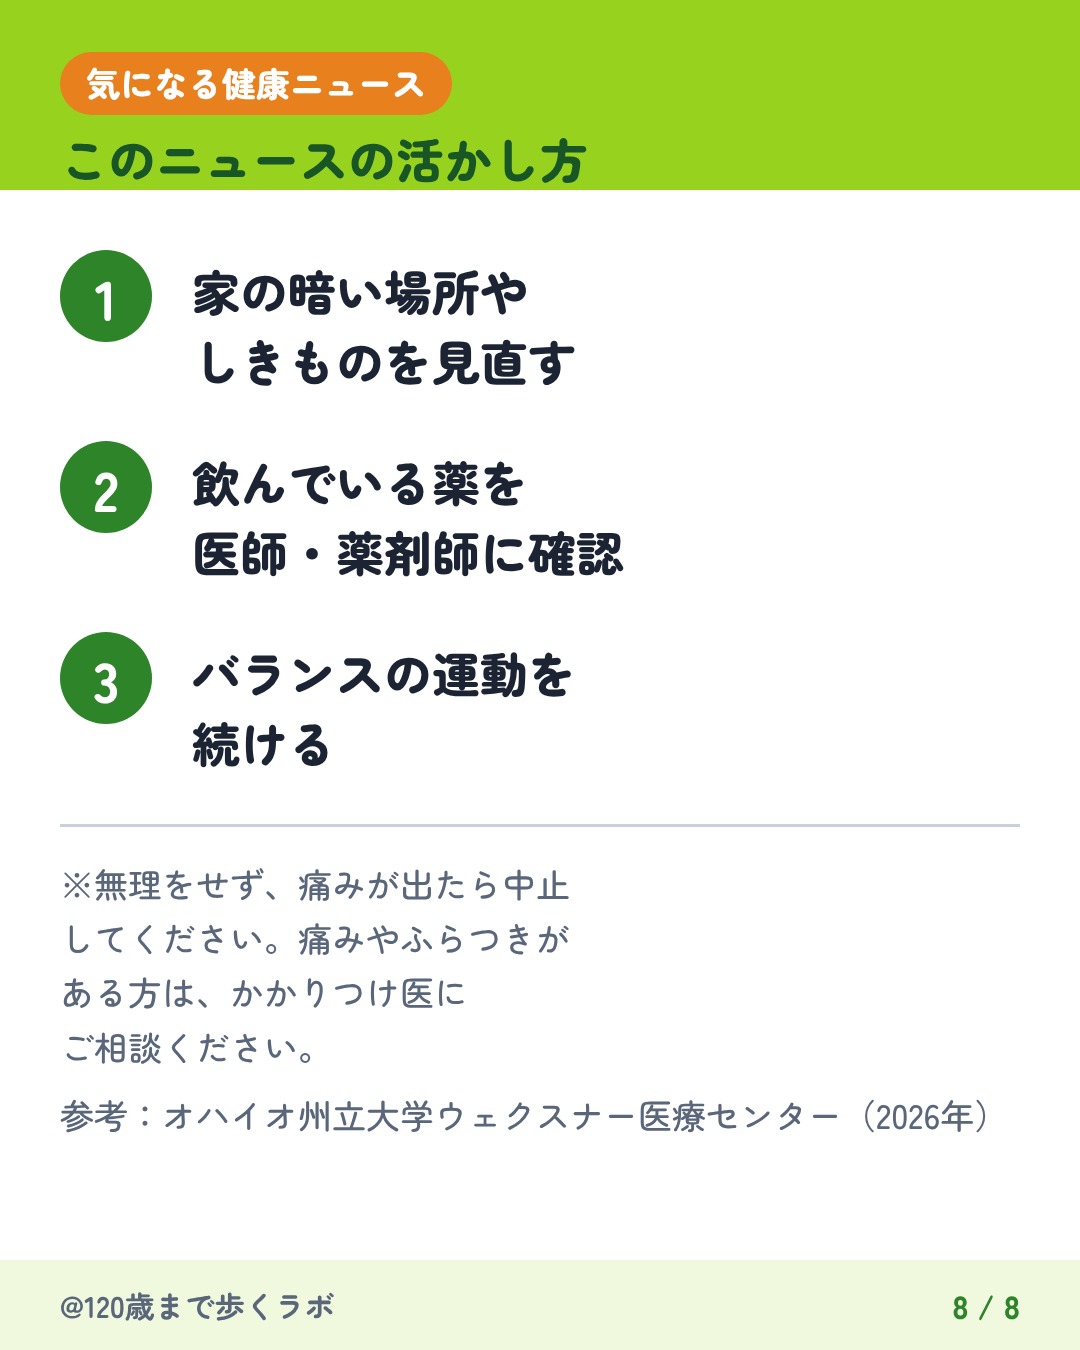 気になる健康ニュース
このニュースの活かし方
1
家の暗い場所や
しきものを見直す
2
飲んでいる薬を
医師・薬剤師に確認
3
バランスの運動を
続ける
※無理をせず、痛みが出たら中止
してください。痛みやふらつきが
ある方は、かかりつけ医に
ご相談ください。
参考：オハイオ州立大学ウェクスナー医療センター（2026年）
@120歳まで歩くラボ
8 / 8